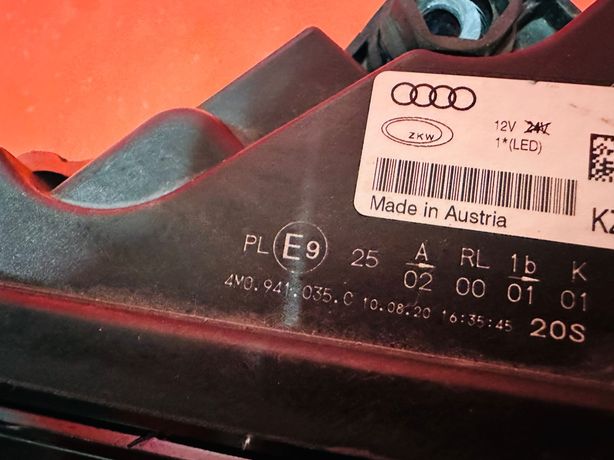 ZKW
12V 24V
1*(LED)
Made in Austria
KZ
PL E9 25 A RL 1b K
02 00 01 01
4M0.941.035.C 10.08.20 16:35:45 20S